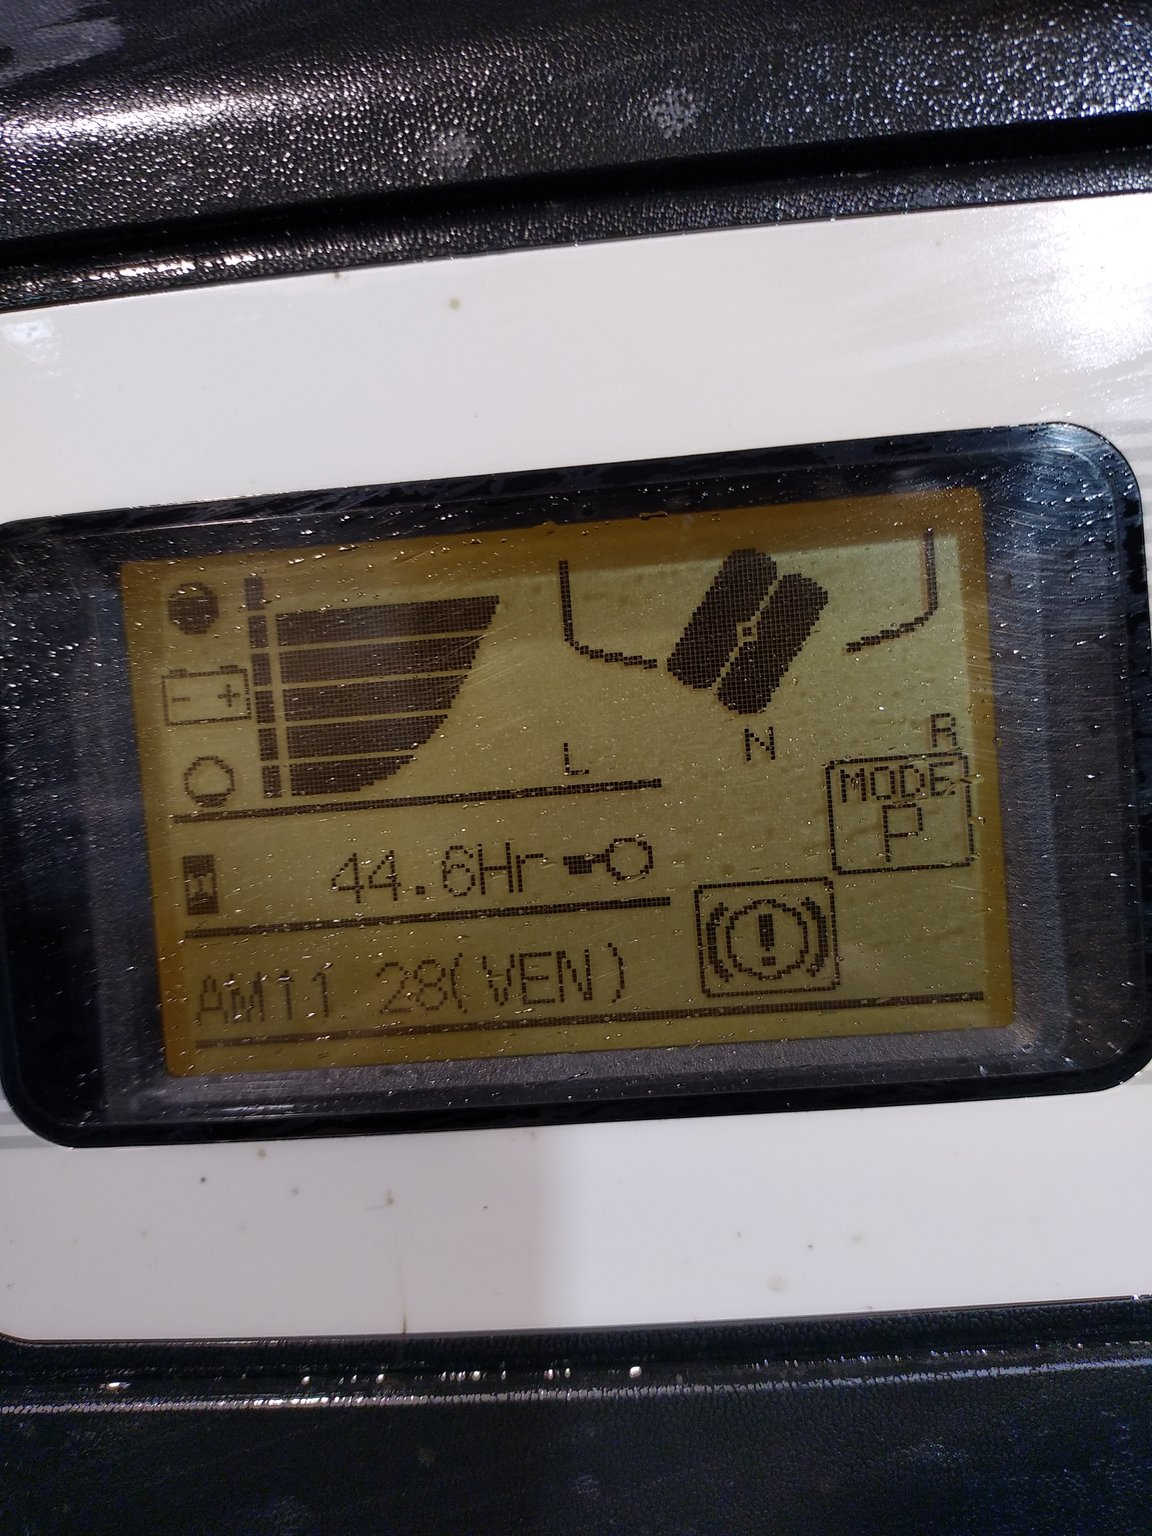 - +
L N R
MODE
P
44.6Hr
!
AM11 28(VEN)